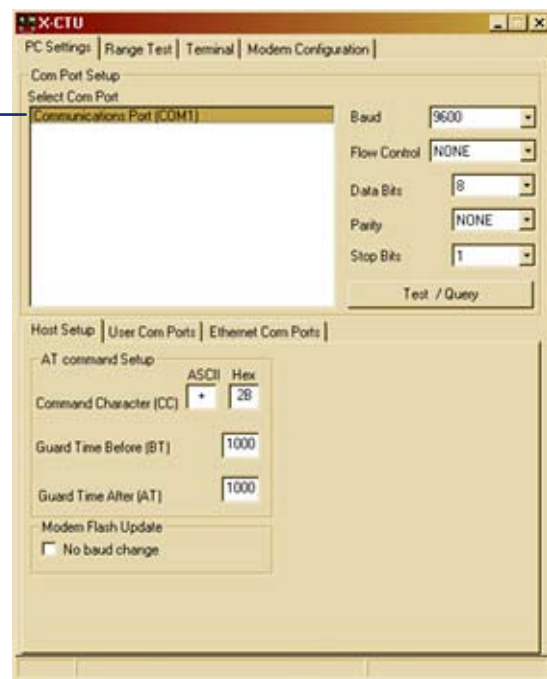 X-CTU
PC Settings Range Test Terminal Modem Configuration
Com Port Setup
Select Com Port
Communications Port (COM1)
Baud 9600
Flow Control NONE
Data Bits 8
Parity NONE
Stop Bits 1
Test / Query
Host Setup User Com Ports Ethernet Com Ports
AT command Setup
ASCII Hex
Command Character (CC) + 2B
Guard Time Before (BT) 1000
Guard Time After (AT) 1000
Modem Flash Update
No baud change